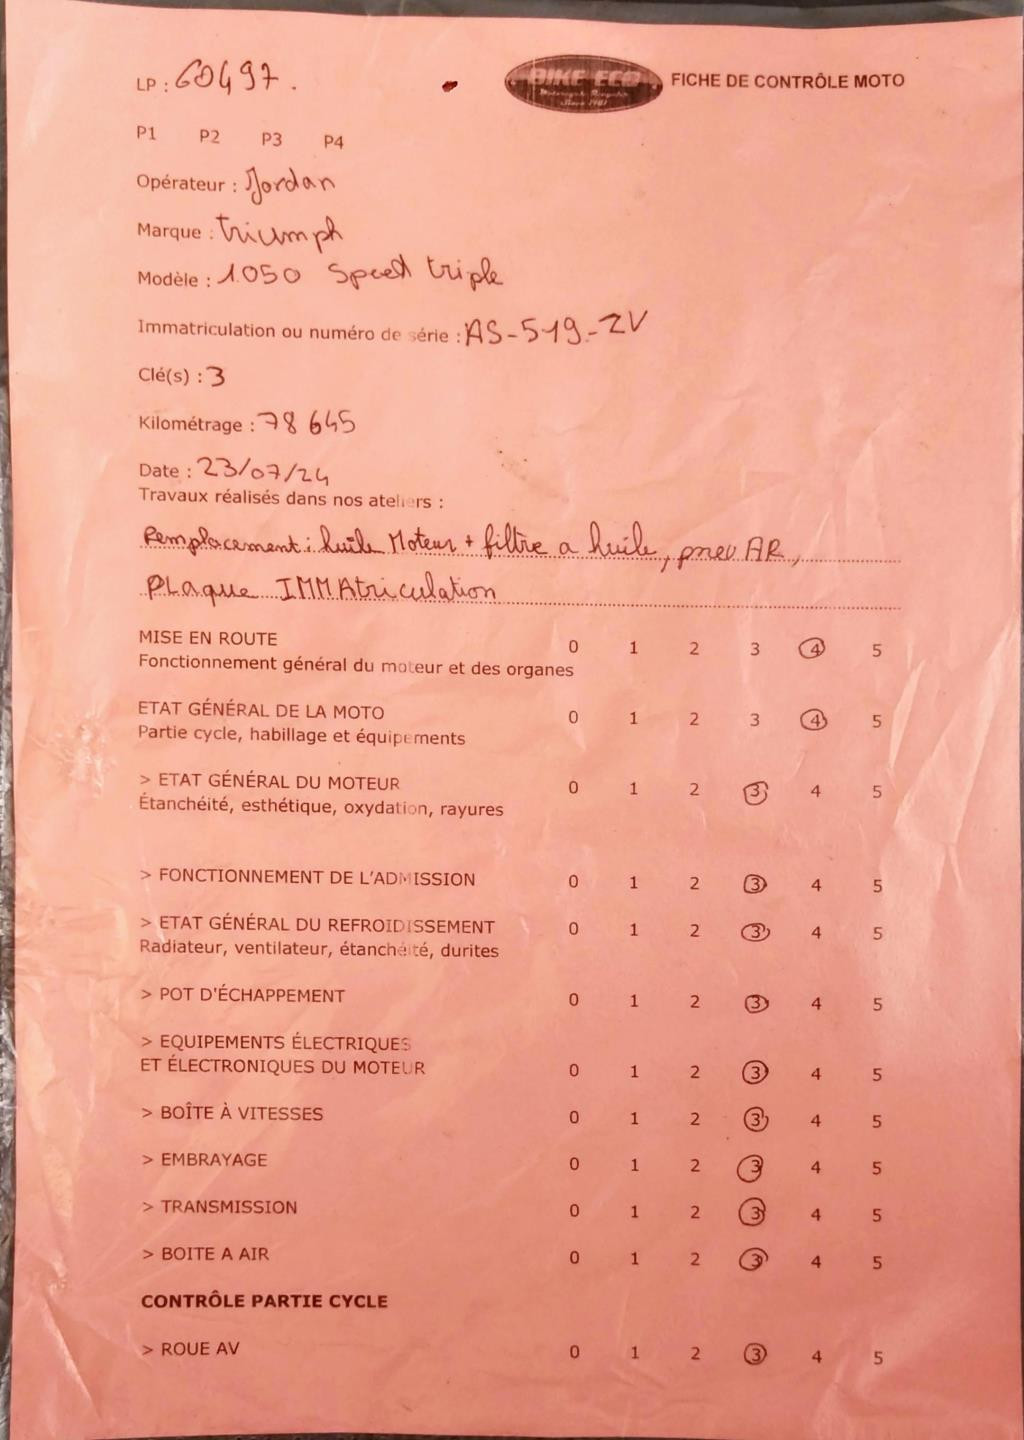 LP : 60497.
BIKE ECO
Motorcycle Recycler
Since 1981
FICHE DE CONTRÔLE MOTO
P1 P2 P3 P4
Opérateur : Jordan
Marque : triumph
Modèle : 1050 Speed triple
Immatriculation ou numéro de série : AS-519-ZV
Clé(s) : 3
Kilométrage : 78 645
Date : 23/07/24
Travaux réalisés dans nos ateliers :
Remplacement : huile Moteur + filtre a huile, pneu AR,
PLaque IMMAtriculation
MISE EN ROUTE 0 1 2 3 4 5
Fonctionnement général du moteur et des organes
ETAT GÉNÉRAL DE LA MOTO 0 1 2 3 4 5
Partie cycle, habillage et équipements
> ETAT GÉNÉRAL DU MOTEUR 0 1 2 3 4 5
Étanchéité, esthétique, oxydation, rayures
> FONCTIONNEMENT DE L'ADMISSION 0 1 2 3 4 5
> ETAT GÉNÉRAL DU REFROIDISSEMENT 0 1 2 3 4 5
Radiateur, ventilateur, étanchéité, durites
> POT D'ÉCHAPPEMENT 0 1 2 3 4 5
> EQUIPEMENTS ÉLECTRIQUES
ET ÉLECTRONIQUES DU MOTEUR 0 1 2 3 4 5
> BOÎTE À VITESSES 0 1 2 3 4 5
> EMBRAYAGE 0 1 2 3 4 5
> TRANSMISSION 0 1 2 3 4 5
> BOITE A AIR 0 1 2 3 4 5
CONTRÔLE PARTIE CYCLE
> ROUE AV 0 1 2 3 4 5